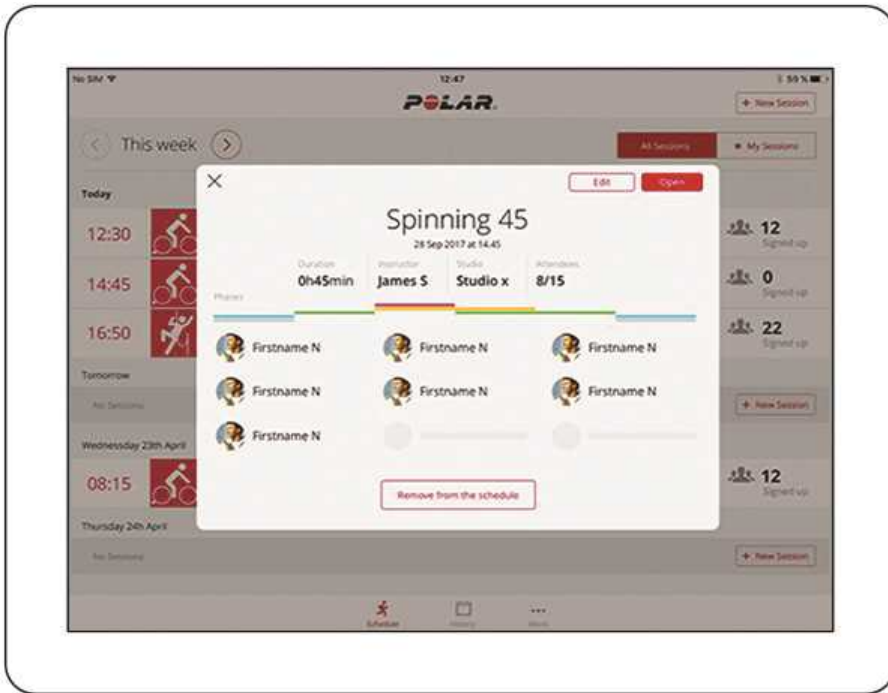 No SIM 12:47 59 %
POLAR
+ New Session
This week
All Sessions My Sessions
Today
Edit Open
Spinning 45
28 Sep 2017 at 14.45
12:30
12
Signed up
Duration Instructor Studio Attendees
0h45min James S Studio x 8/15
14:45
0
Signed up
Phases
16:50
22
Signed up
Firstname N Firstname N Firstname N
Tomorrow
Firstname N Firstname N Firstname N
No Sessions
+ New Session
Firstname N
Wednesday 23th April
08:15
12
Signed up
Remove from the schedule
Thursday 24th April
No Sessions
+ New Session
Schedule History More